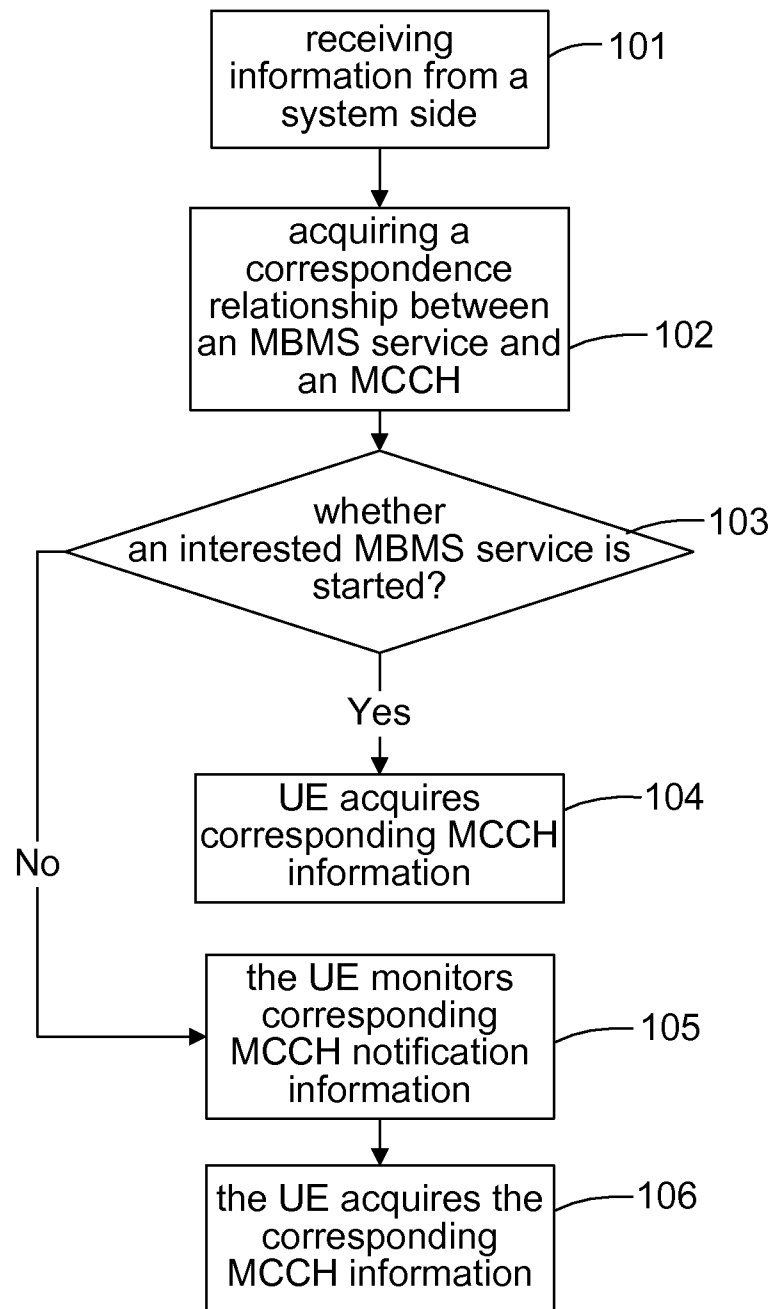 receiving
information from a
system side
101
acquiring a
correspondence
relationship between
an MBMS service and
an MCCH
102
whether
an interested MBMS service is
started?
103
Yes
UE acquires
corresponding MCCH
information
104
No
the UE monitors
corresponding
MCCH notification
information
105
the UE acquires the
corresponding
MCCH information
106